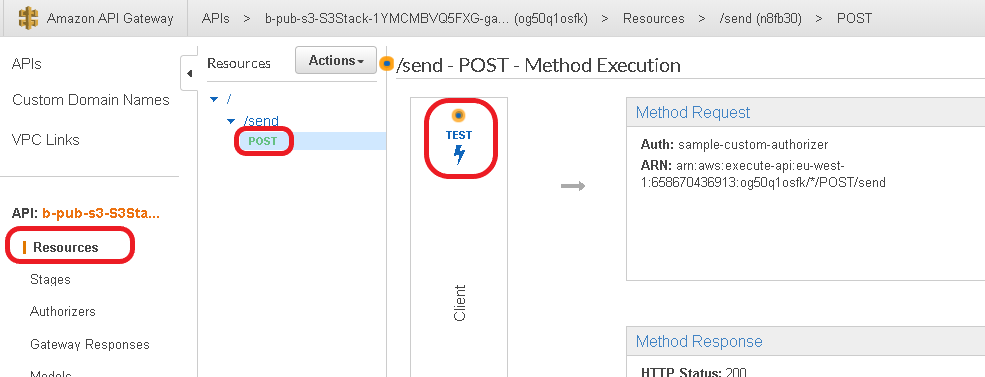 Amazon API Gateway APIs > b-pub-s3-S3Stack-1YMCMBVQ5FXG-ga... (og50q1osfk) > Resources > /send (n8fb30) > POST
APIs
Custom Domain Names
VPC Links
API: b-pub-s3-S3Sta...
Resources
Stages
Authorizers
Gateway Responses
Models
Resources Actions
/
/send
POST
/send - POST - Method Execution
TEST
Client
Method Request
Auth: sample-custom-authorizer
ARN: arn:aws:execute-api:eu-west-
1:658670436913:og50q1osfk/*/POST/send
Method Response
HTTP Status: 200